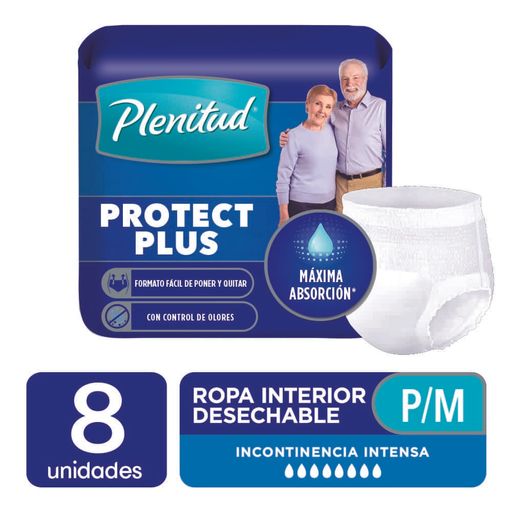 Plenitud
PROTECT
PLUS
FORMATO FÁCIL DE PONER Y QUITAR
CON CONTROL DE OLORES
MÁXIMA
ABSORCIÓN*
8
unidades
ROPA INTERIOR
DESECHABLE
P/M
INCONTINENCIA INTENSA